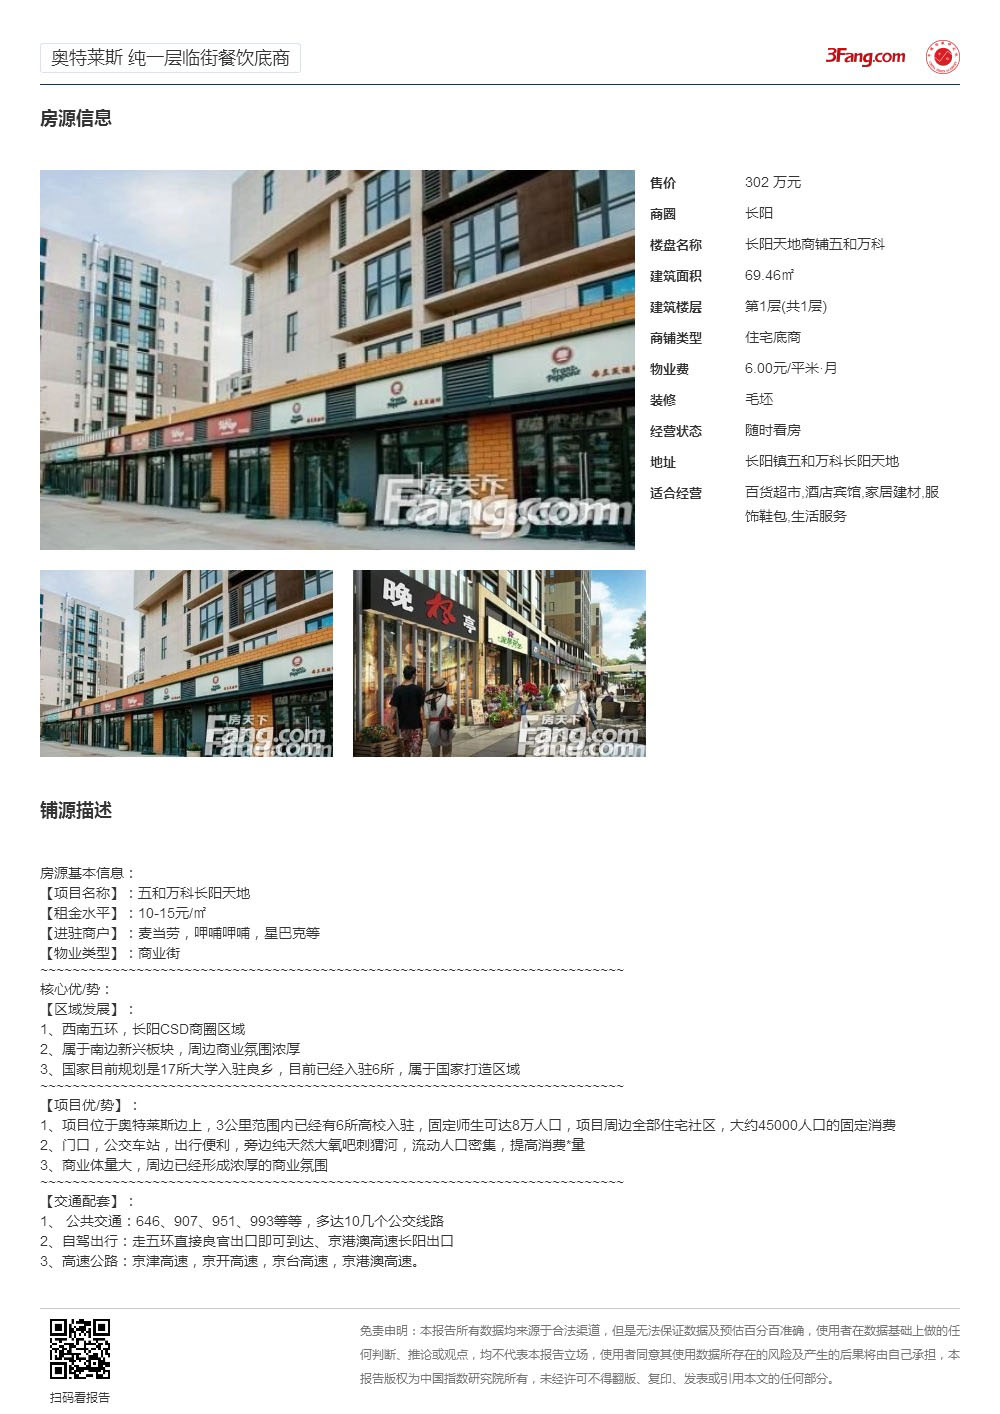 奥特莱斯 纯一层临街餐饮底商
3Fang.com
房源信息
售价 302 万元
商圈 长阳
楼盘名称 长阳天地商铺五和万科
建筑面积 69.46㎡
建筑楼层 第1层(共1层)
商铺类型 住宅底商
物业费 6.00元/平米·月
装修 毛坯
经营状态 随时看房
地址 长阳镇五和万科长阳天地
适合经营 百货超市,酒店宾馆,家居建材,服
饰鞋包,生活服务
房天下
Fang.com
房天下
Fang.com
晚枫亭
房天下
Fang.com
铺源描述
房源基本信息：
【项目名称】：五和万科长阳天地
【租金水平】：10-15元/㎡
【进驻商户】：麦当劳，呷哺呷哺，星巴克等
【物业类型】：商业街
~~~~~~~~~~~~~~~~~~~~~~~~~~~~~~~~~~~~~~~~~~~~~~~~~~~~~~~~~~~~~~~~~~~~~~~~~
核心优/势：
【区域发展】：
1、西南五环，长阳CSD商圈区域
2、属于南边新兴板块，周边商业氛围浓厚
3、国家目前规划是17所大学入驻良乡，目前已经入驻6所，属于国家打造区域
~~~~~~~~~~~~~~~~~~~~~~~~~~~~~~~~~~~~~~~~~~~~~~~~~~~~~~~~~~~~~~~~~~~~~~~~~
【项目优/势】：
1、项目位于奥特莱斯边上，3公里范围内已经有6所高校入驻，固定师生可达8万人口，项目周边全部住宅社区，大约45000人口的固定消费
2、门口，公交车站，出行便利，旁边纯天然大氧吧刺猬河，流动人口密集，提高消费*量
3、商业体量大，周边已经形成浓厚的商业氛围
~~~~~~~~~~~~~~~~~~~~~~~~~~~~~~~~~~~~~~~~~~~~~~~~~~~~~~~~~~~~~~~~~~~~~~~~~
【交通配套】：
1、 公共交通：646、907、951、993等等，多达10几个公交线路
2、自驾出行：走五环直接良官出口即可到达、京港澳高速长阳出口
3、高速公路：京津高速，京开高速，京台高速，京港澳高速。
扫码看报告
免责申明：本报告所有数据均来源于合法渠道，但是无法保证数据及预估百分百准确，使用者在数据基础上做的任
何判断、推论或观点，均不代表本报告立场，使用者同意其使用数据所存在的风险及产生的后果将由自己承担，本
报告版权为中国指数研究院所有，未经许可不得翻版、复印、发表或引用本文的任何部分。